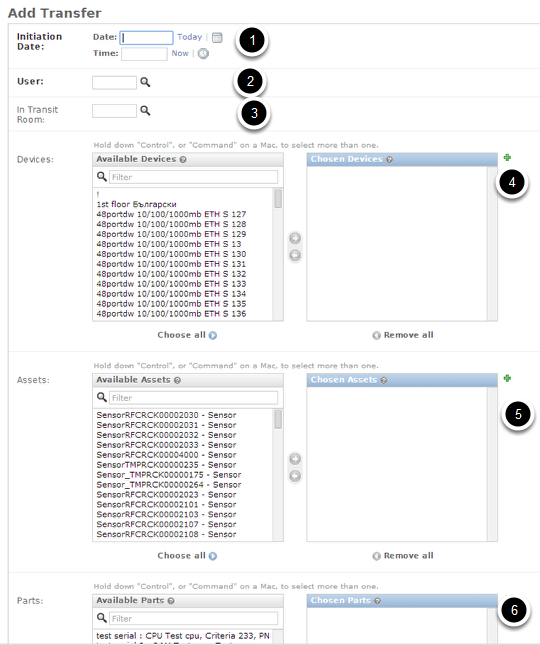 Add Transfer
Initiation Date:
Date: Today |
Time: Now |
1
User:
2
In Transit Room:
3
Hold down "Control", or "Command" on a Mac, to select more than one.
Devices:
Available Devices
Chosen Devices
4
Filter
!
1st floor Български
48portdw 10/100/1000mb ETH S 127
48portdw 10/100/1000mb ETH S 128
48portdw 10/100/1000mb ETH S 129
48portdw 10/100/1000mb ETH S 13
48portdw 10/100/1000mb ETH S 130
48portdw 10/100/1000mb ETH S 131
48portdw 10/100/1000mb ETH S 132
48portdw 10/100/1000mb ETH S 133
48portdw 10/100/1000mb ETH S 134
48portdw 10/100/1000mb ETH S 135
48portdw 10/100/1000mb ETH S 136
Choose all
Remove all
Hold down "Control", or "Command" on a Mac, to select more than one.
Assets:
Available Assets
Chosen Assets
5
Filter
SensorRFCRCK00002030 - Sensor
SensorRFCRCK00002031 - Sensor
SensorRFCRCK00002032 - Sensor
SensorRFCRCK00002033 - Sensor
SensorRFCRCK00004000 - Sensor
SensorTMPRCK00000235 - Sensor
Sensor_TMPRCK00000175 - Sensor
Sensor_TMPRCK00000264 - Sensor
SensorRFCRCK00002023 - Sensor
SensorRFCRCK00002101 - Sensor
SensorRFCRCK00002103 - Sensor
SensorRFCRCK00002107 - Sensor
SensorRFCRCK00002108 - Sensor
Choose all
Remove all
Hold down "Control", or "Command" on a Mac, to select more than one.
Parts:
Available Parts
Chosen Parts
6
Filter
test serial : CPU Test cpu, Criteria 233, PN